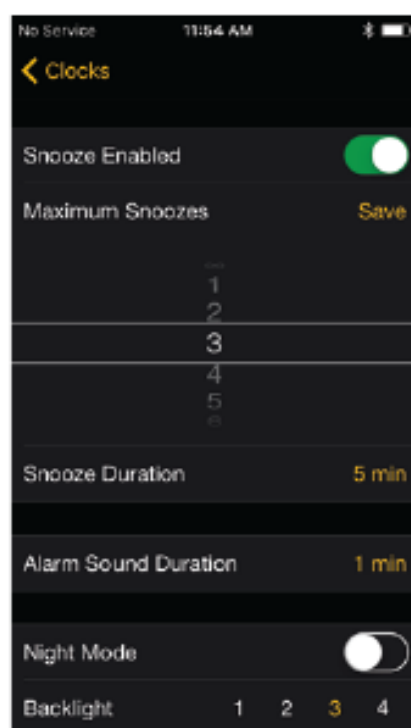 No Service 11:54 AM
Clocks
Snooze Enabled
Maximum Snoozes Save
1
2
3
4
5
6
Snooze Duration 5 min
Alarm Sound Duration 1 min
Night Mode
Backlight 1 2 3 4